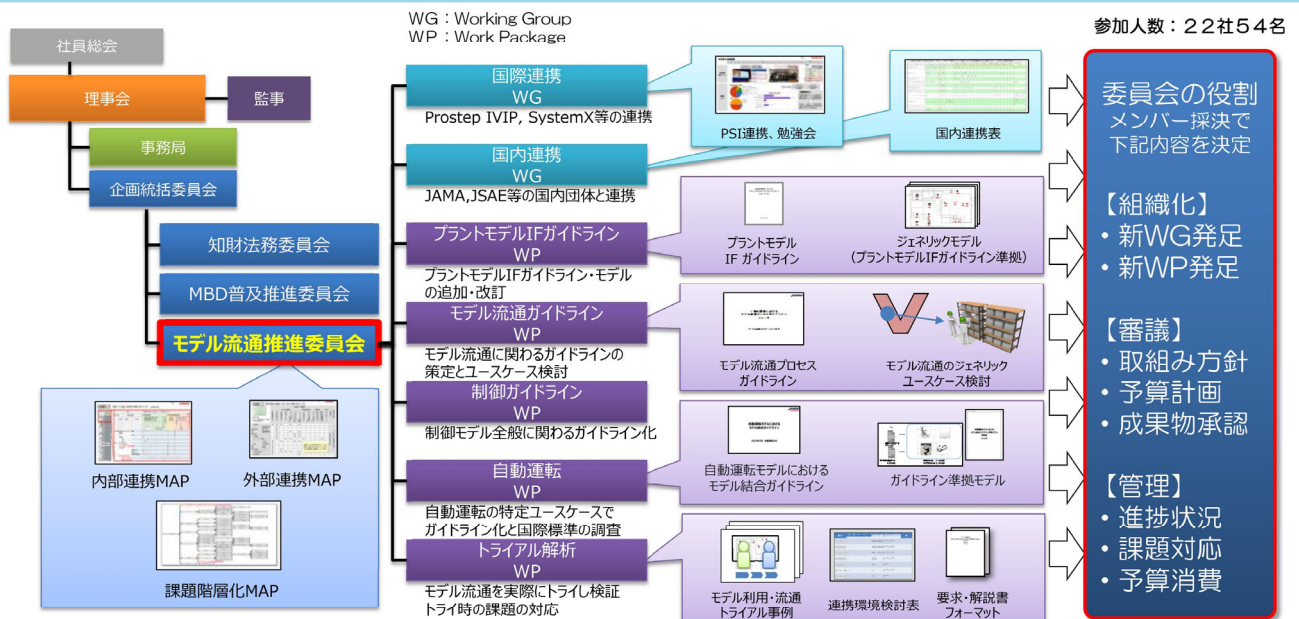 WG：Working Group
WP：Work Package
参加人数：２２社５４名
社員総会
理事会
監事
事務局
企画統括委員会
知財法務委員会
MBD普及推進委員会
モデル流通推進委員会
内部連携MAP
外部連携MAP
課題階層化MAP
国際連携
WG
Prostep IVIP, SystemX等の連携
国内連携
WG
JAMA,JSAE等の国内団体と連携
プラントモデルIFガイドライン
WP
プラントモデルIFガイドライン・モデル
の追加・改訂
モデル流通ガイドライン
WP
モデル流通に関わるガイドラインの
策定とユースケース検討
制御ガイドライン
WP
制御モデル全般に関わるガイドライン化
自動運転
WP
自動運転の特定ユースケースで
ガイドライン化と国際標準の調査
トライアル解析
WP
モデル流通を実際にトライし検証
トライ時の課題の対応
PSI連携、勉強会
国内連携表
プラントモデル
IF ガイドライン
ジェネリックモデル
（プラントモデルIFガイドライン準拠）
モデル流通プロセス
ガイドライン
モデル流通のジェネリック
ユースケース検討
自動運転モデルにおける
モデル結合ガイドライン
自動運転モデルにおける
モデル結合ガイドライン
ガイドライン準拠モデル
モデル利用・流通
トライアル事例
連携環境検討表
要求・解説書
フォーマット
委員会の役割
メンバー採決で
下記内容を決定
【組織化】
・新WG発足
・新WP発足
【審議】
・取組み方針
・予算計画
・成果物承認
【管理】
・進捗状況
・課題対応
・予算消費